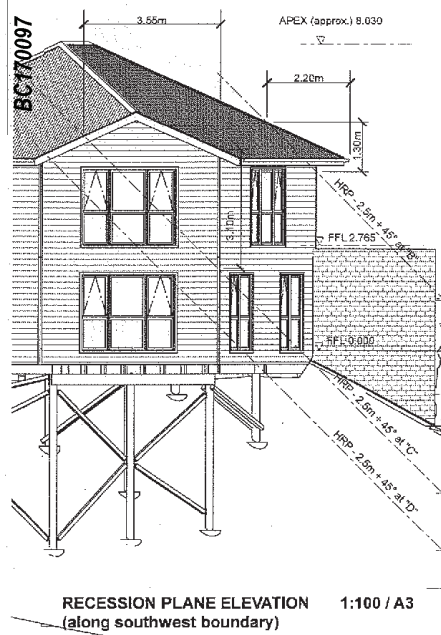 BC170097
3.55m
APEX (approx.) 8.030
2.20m
1.30m
3.10m
HRP - 2.5m + 45° at "B"
FFL 2.765
FFL 0.000
HRP - 2.5m + 45° at "C"
HRP - 2.5m + 45° at "D"
RECESSION PLANE ELEVATION 1:100 / A3
(along southwest boundary)